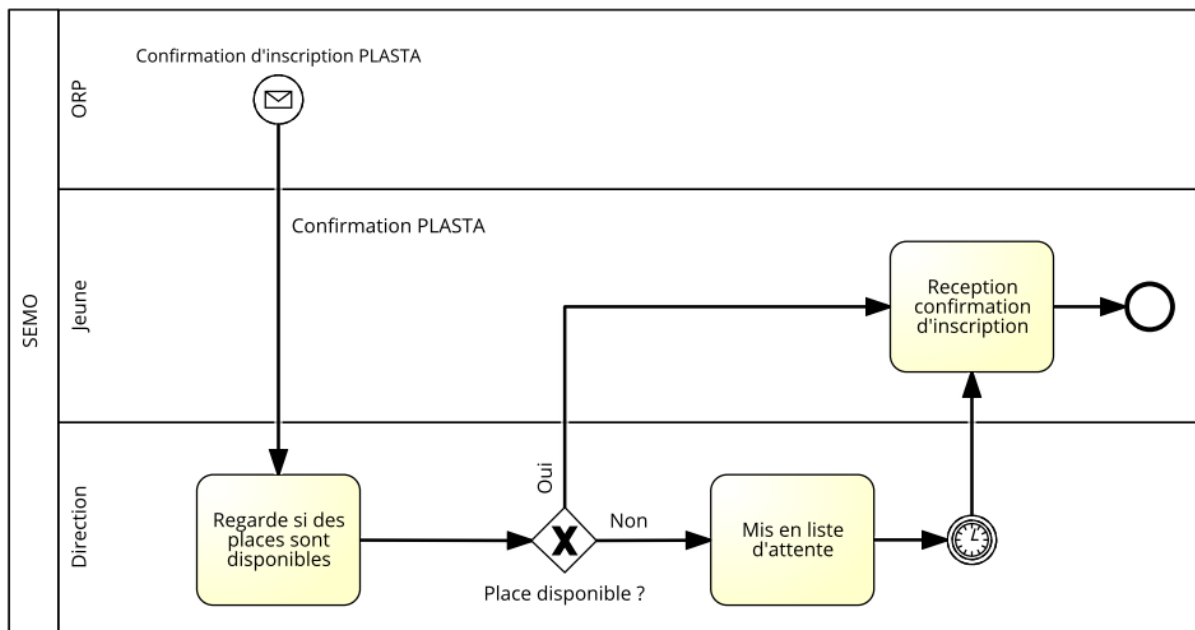 SEMO
ORP
Confirmation d'inscription PLASTA
Confirmation PLASTA
Jeune
Reception
confirmation
d'inscription
Direction
Regarde si des
places sont
disponibles
Oui
Place disponible ?
Non
Mis en liste
d'attente